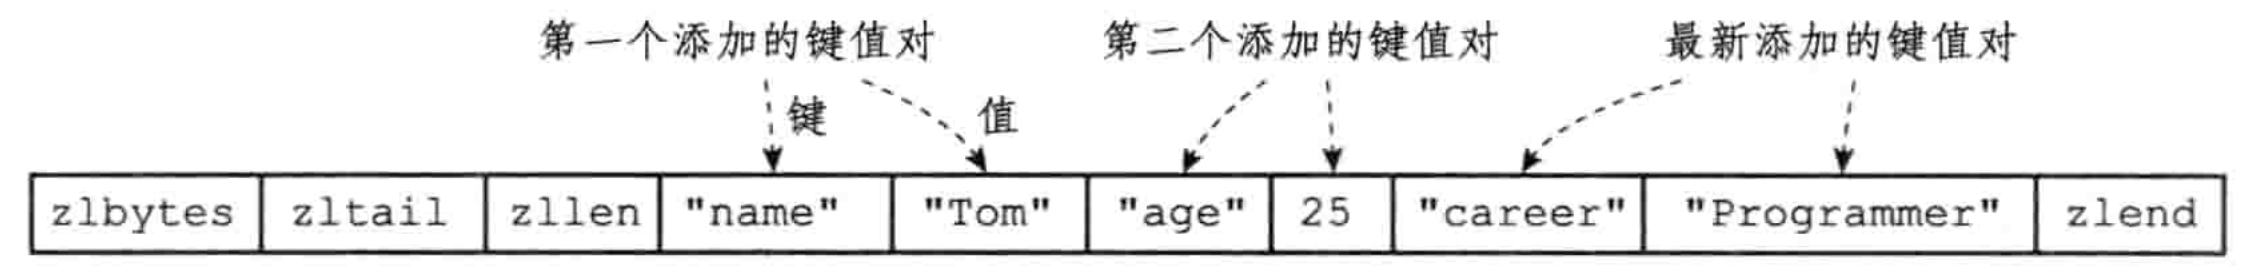 第一个添加的键值对 第二个添加的键值对 最新添加的键值对
键 值
zlbytes zltail zllen "name" "Tom" "age" 25 "career" "Programmer" zlend